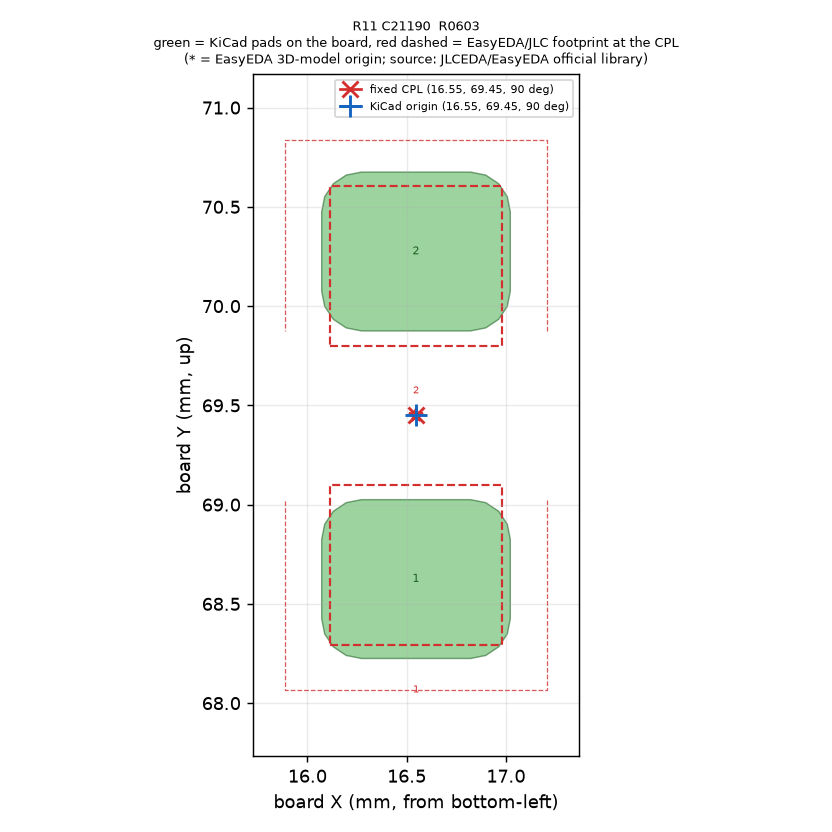 R11 C21190  R0603
green = KiCad pads on the board, red dashed = EasyEDA/JLC footprint at the CPL
(* = EasyEDA 3D-model origin; source: JLCEDA/EasyEDA official library)
fixed CPL (16.55, 69.45, 90 deg)
KiCad origin (16.55, 69.45, 90 deg)
71.0
70.5
70.0
69.5
69.0
68.5
68.0
board Y (mm, up)
2
2
1
1
16.0 16.5 17.0
board X (mm, from bottom-left)